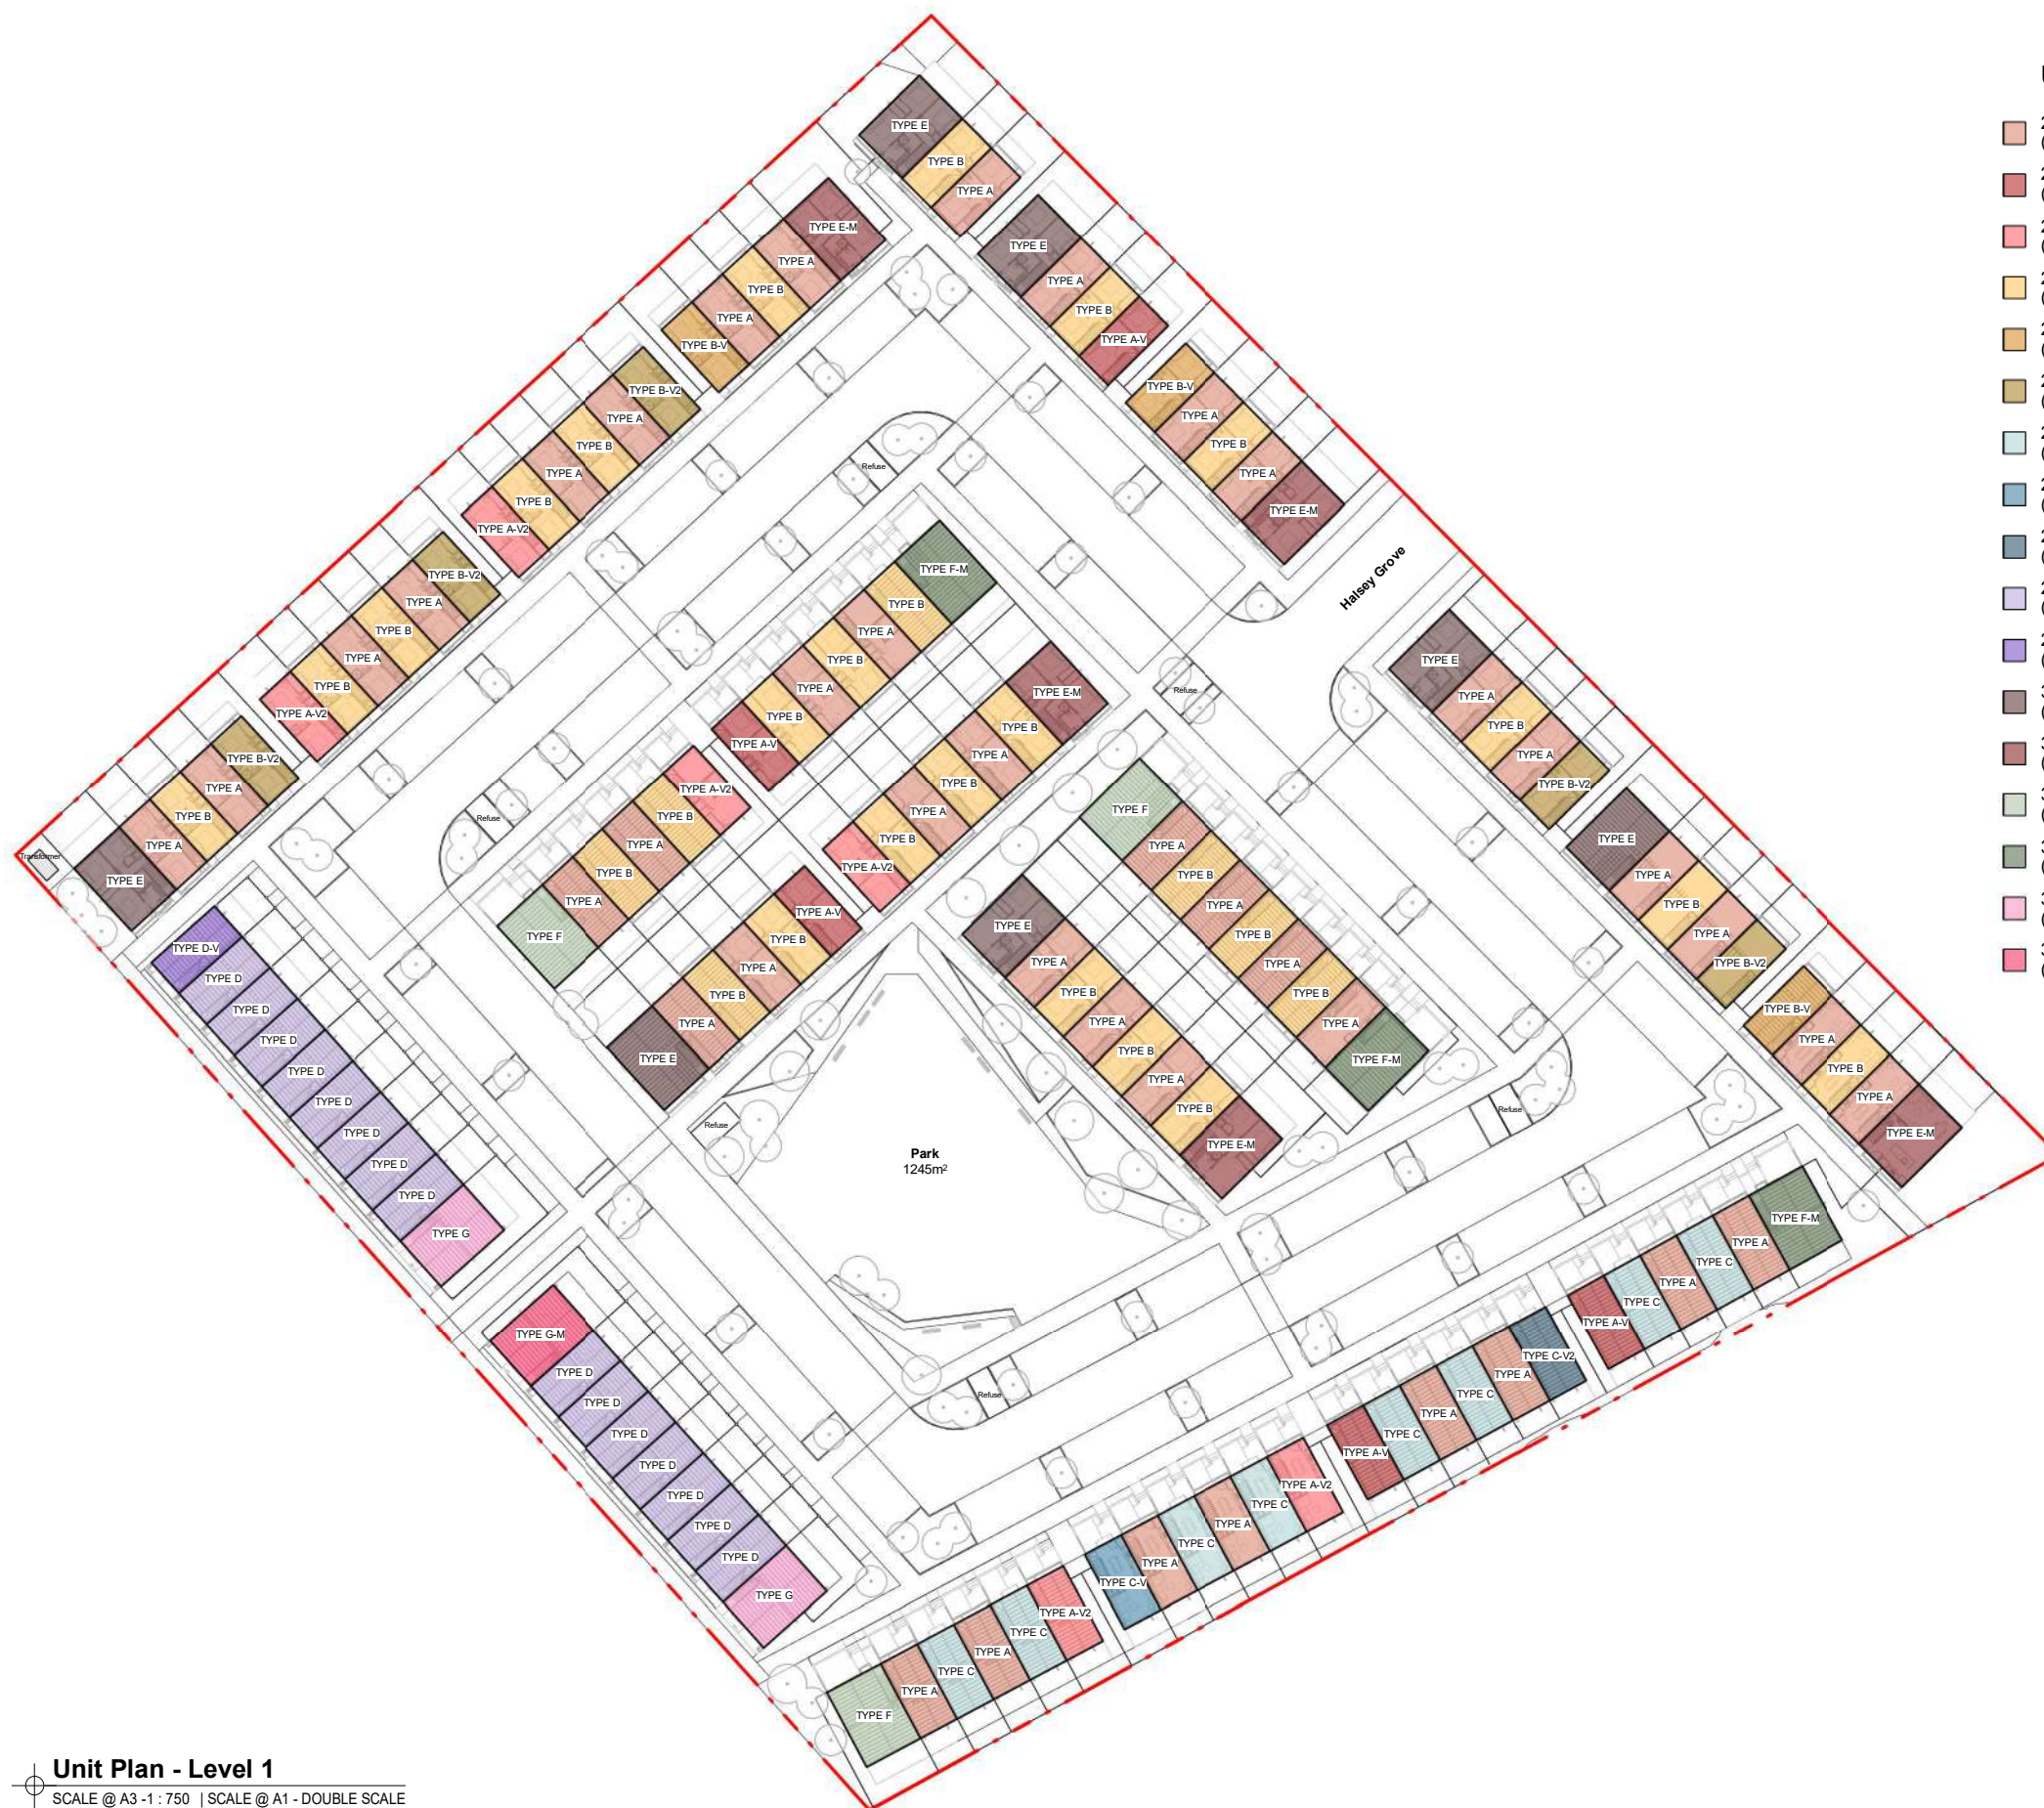 TYPE E
TYPE B
TYPE A
TYPE E-M
TYPE A
TYPE B
TYPE A
TYPE B-V
TYPE E
TYPE A
TYPE B
TYPE A-V
TYPE B-V
TYPE A
TYPE B
TYPE A
TYPE E-M
TYPE B-V2
TYPE A
TYPE B
TYPE A
TYPE B
TYPE A-V2
TYPE B-V2
TYPE A
TYPE B
TYPE A
TYPE B
TYPE A-V2
TYPE B-V2
TYPE A
TYPE B
TYPE A
TYPE E
Transformer
Refuse
Halsey Grove
TYPE F-M
TYPE B
TYPE A
TYPE B
TYPE A
TYPE B
TYPE A-V
TYPE E-M
TYPE B
TYPE A
TYPE B
TYPE A
TYPE B
TYPE A-V2
Refuse
TYPE E
TYPE A
TYPE B
TYPE A
TYPE B-V2
TYPE E
TYPE A
TYPE B
TYPE A
TYPE B-V2
TYPE B-V
TYPE A
TYPE B
TYPE A
TYPE E-M
TYPE A-V2
TYPE B
TYPE A
TYPE B
TYPE A
TYPE F
Refuse
TYPE A-V
TYPE B
TYPE A
TYPE B
TYPE A
TYPE E
TYPE F
TYPE A
TYPE B
TYPE A
TYPE B
TYPE A
TYPE B
TYPE A
TYPE F-M
TYPE E
TYPE A
TYPE B
TYPE A
TYPE B
TYPE A
TYPE B
TYPE E-M
Refuse
Refuse
Park
1245m²
TYPE D-V
TYPE D
TYPE D
TYPE D
TYPE D
TYPE D
TYPE D
TYPE D
TYPE D
TYPE G
TYPE G-M
TYPE D
TYPE D
TYPE D
TYPE D
TYPE D
TYPE D
TYPE D
TYPE G
Refuse
TYPE F-M
TYPE A
TYPE C
TYPE A
TYPE C
TYPE A-V
TYPE C-V2
TYPE A
TYPE C
TYPE A
TYPE C
TYPE A-V
TYPE A-V2
TYPE C
TYPE A
TYPE C
TYPE A
TYPE C-V
TYPE A-V2
TYPE C
TYPE A
TYPE C
TYPE A
TYPE F
Unit Plan - Level 1
SCALE @ A3 -1 : 750 | SCALE @ A1 - DOUBLE SCALE